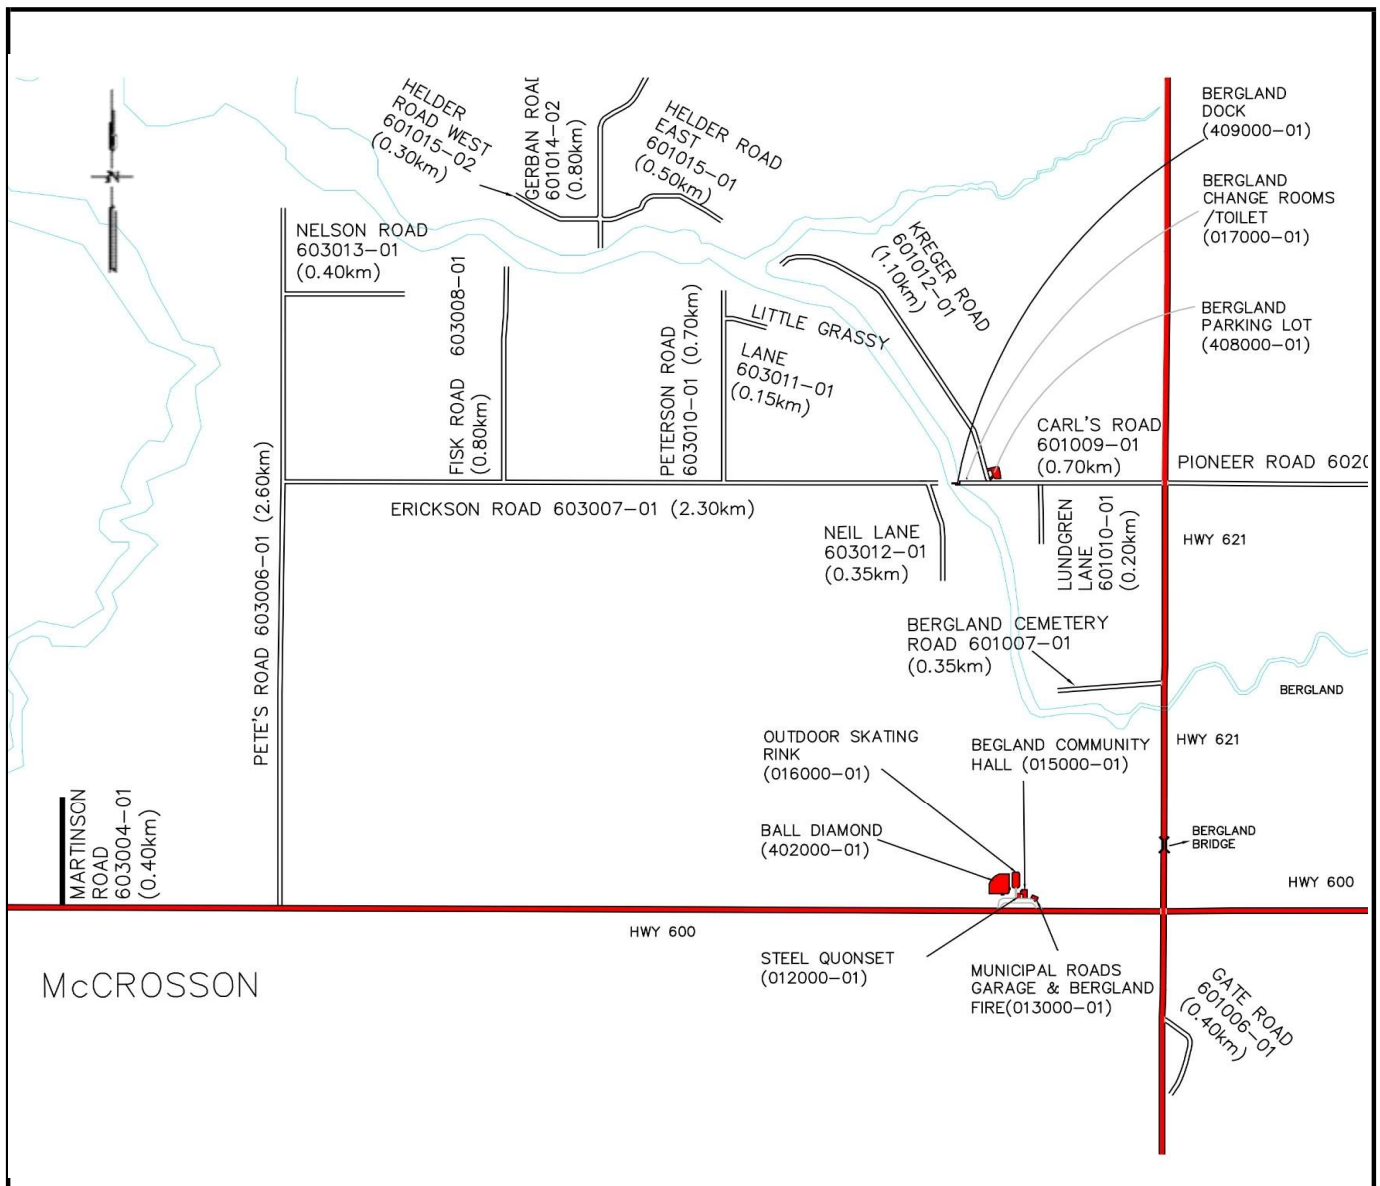 HELDER
ROAD WEST
601015-02
(0.30km)
GERBAN ROAD
601014-02
(0.80km)
HELDER ROAD
EAST
601015-01
(0.50km)
BERGLAND
DOCK
(409000-01)
BERGLAND
CHANGE ROOMS
/TOILET
(017000-01)
BERGLAND
PARKING LOT
(408000-01)
N
NELSON ROAD
603013-01
(0.40km)
KREGER ROAD
601012-01
(1.10km)
FISK ROAD 603008-01
(0.80km)
PETERSON ROAD
603010-01 (0.70km)
LITTLE GRASSY
LANE
603011-01
(0.15km)
CARL'S ROAD
601009-01
(0.70km)
PIONEER ROAD 602
ERICKSON ROAD 603007-01 (2.30km)
PETE'S ROAD 603006-01 (2.60km)
NEIL LANE
603012-01
(0.35km)
LUNDGREN
LANE
601010-01
(0.20km)
HWY 621
BERGLAND CEMETERY
ROAD 601007-01
(0.35km)
BERGLAND
HWY 621
OUTDOOR SKATING
RINK
(016000-01)
BEGLAND COMMUNITY
HALL (015000-01)
MARTINSON
ROAD
603004-01
(0.40km)
BALL DIAMOND
(402000-01)
BERGLAND
BRIDGE
HWY 600
HWY 600
STEEL QUONSET
(012000-01)
MUNICIPAL ROADS
GARAGE & BERGLAND
FIRE(013000-01)
McCROSSON
GATE ROAD
601006-01
(0.40km)